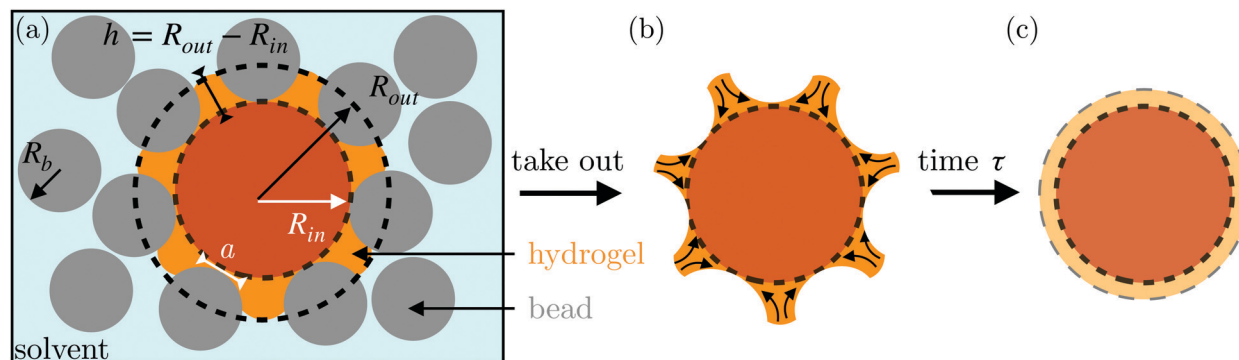 (a)
h = R_out − R_in
R_out
R_b
R_in
a
solvent
take out
hydrogel
bead
(b)
time τ
(c)